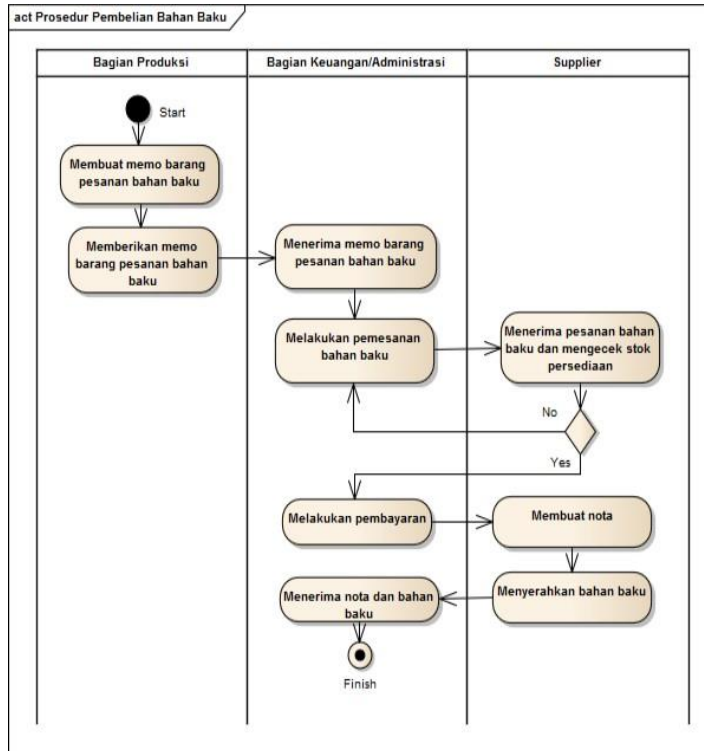 act Prosedur Pembelian Bahan Baku
Bagian Produksi
Bagian Keuangan/Administrasi
Supplier
Start
Membuat memo barang
pesanan bahan baku
Memberikan memo
barang pesanan bahan
baku
Menerima memo barang
pesanan bahan baku
Melakukan pemesanan
bahan baku
Menerima pesanan bahan
baku dan mengecek stok
persediaan
No
Yes
Melakukan pembayaran
Membuat nota
Menyerahkan bahan baku
Menerima nota dan bahan
baku
Finish